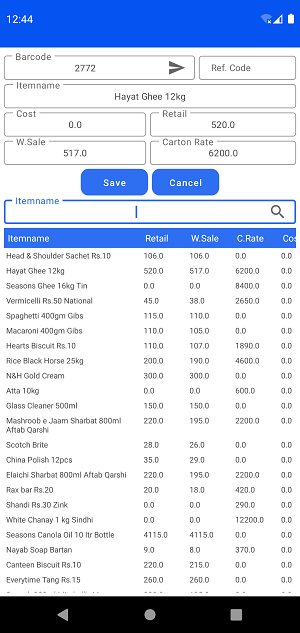 12:44
Barcode
2772
Ref. Code
Itemname
Hayat Ghee 12kg
Cost
0.0
Retail
520.0
W.Sale
517.0
Carton Rate
6200.0
Save
Cancel
Itemname
Itemname Retail W.Sale C.Rate Cos
Head & Shoulder Sachet Rs.10 106.0 106.0 0.0 0.0
Hayat Ghee 12kg 520.0 517.0 6200.0 0.0
Seasons Ghee 16kg Tin 0.0 0.0 8400.0 0.0
Vermicelli Rs.50 National 45.0 38.0 2650.0 0.0
Spaghetti 400gm Gibs 115.0 110.0 0.0 0.0
Macaroni 400gm Gibs 110.0 105.0 0.0 0.0
Hearts Biscuit Rs.10 110.0 107.0 1890.0 0.0
Rice Black Horse 25kg 200.0 190.0 4600.0 0.0
N&H Gold Cream 300.0 300.0 0.0 0.0
Atta 10kg 0.0 0.0 600.0 0.0
Glass Cleaner 500ml 150.0 150.0 0.0 0.0
Mashroob e Jaam Sharbat 800ml 220.0 195.0 2200.0 0.0
Aftab Qarshi
Scotch Brite 28.0 26.0 0.0 0.0
China Polish 12pcs 35.0 29.0 0.0 0.0
Elaichi Sharbat 800ml Aftab Qarshi 220.0 195.0 2200.0 0.0
Rax bar Rs.20 20.0 18.0 420.0 0.0
Shandi Rs.30 Zink 0.0 0.0 290.0 0.0
White Chanay 1 kg Sindhi 0.0 0.0 12200.0 0.0
Seasons Canola Oil 10 ltr Bottle 4115.0 4115.0 0.0 0.0
Nayab Soap Bartan 9.0 8.0 370.0 0.0
Canteen Biscuit Rs.10 220.0 215.0 0.0 0.0
Everytime Tang Rs.15 260.0 260.0 0.0 0.0